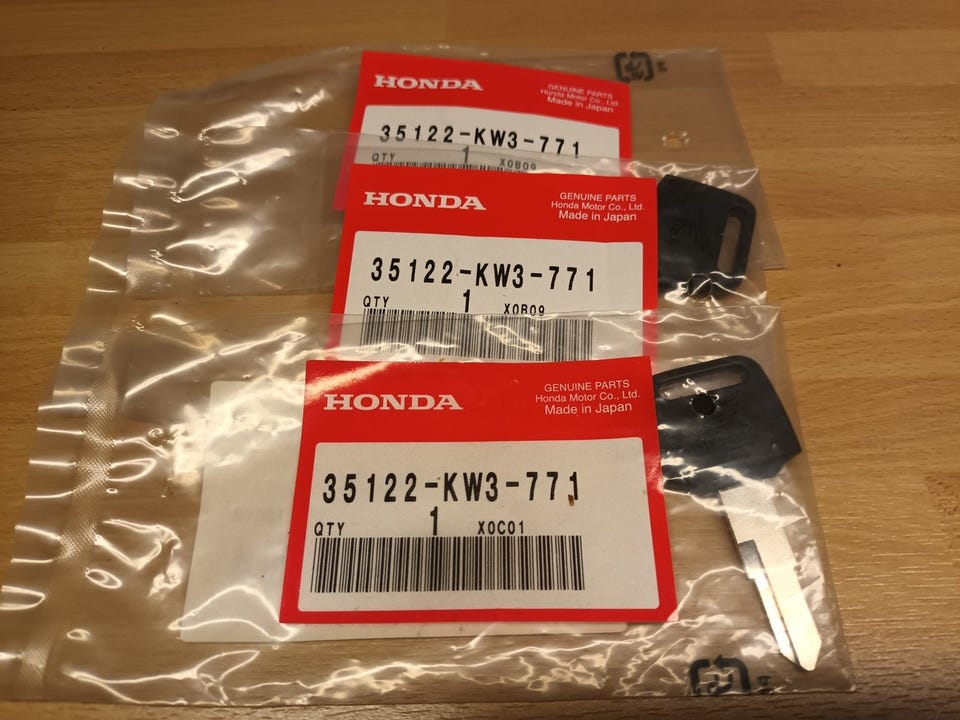 HONDA
GENUINE PARTS
Honda Motor Co., Ltd.
Made in Japan
35122-KW3-771
QTY 1 X0B09
HONDA
GENUINE PARTS
Honda Motor Co., Ltd.
Made in Japan
35122-KW3-771
QTY 1 X0B09
HONDA
GENUINE PARTS
Honda Motor Co., Ltd.
Made in Japan
35122-KW3-771
QTY 1 X0C01